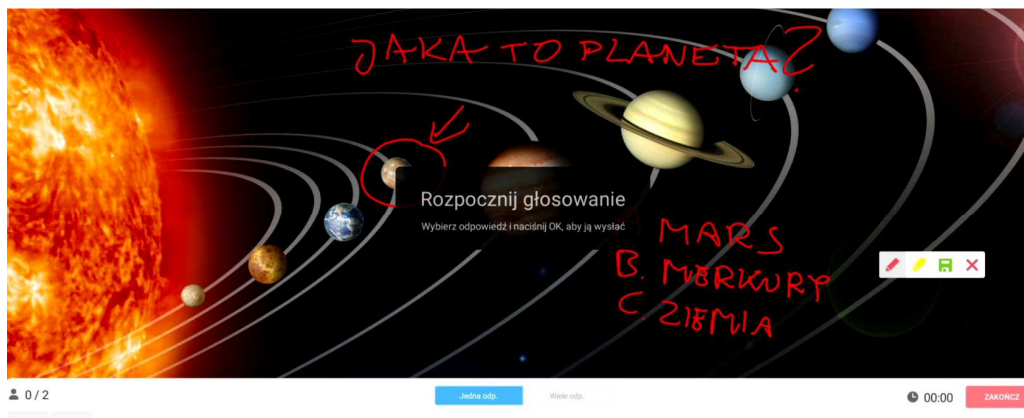 JAKA TO PLANETA?
Rozpocznij głosowanie
Wybierz odpowiedź i naciśnij OK, aby ją wysłać
A. MARS
B. MERKURY
C. ZIEMIA
0 / 2
Jedna odp.
Wiele odp.
00:00
ZAKOŃCZ